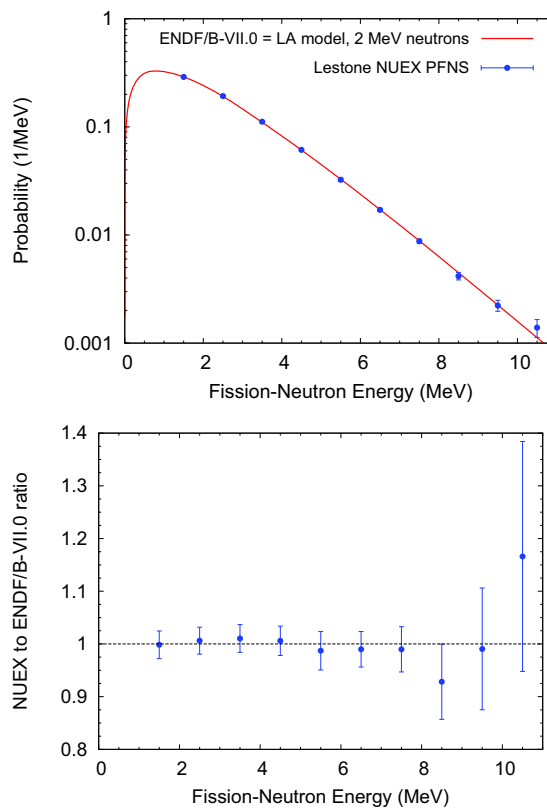 1
0.1
0.01
0.001
Probability (1/MeV)
ENDF/B-VII.0 = LA model, 2 MeV neutrons
Lestone NUEX PFNS
0 2 4 6 8 10
Fission-Neutron Energy (MeV)
1.4
1.3
1.2
1.1
1
0.9
0.8
NUEX to ENDF/B-VII.0 ratio
0 2 4 6 8 10
Fission-Neutron Energy (MeV)